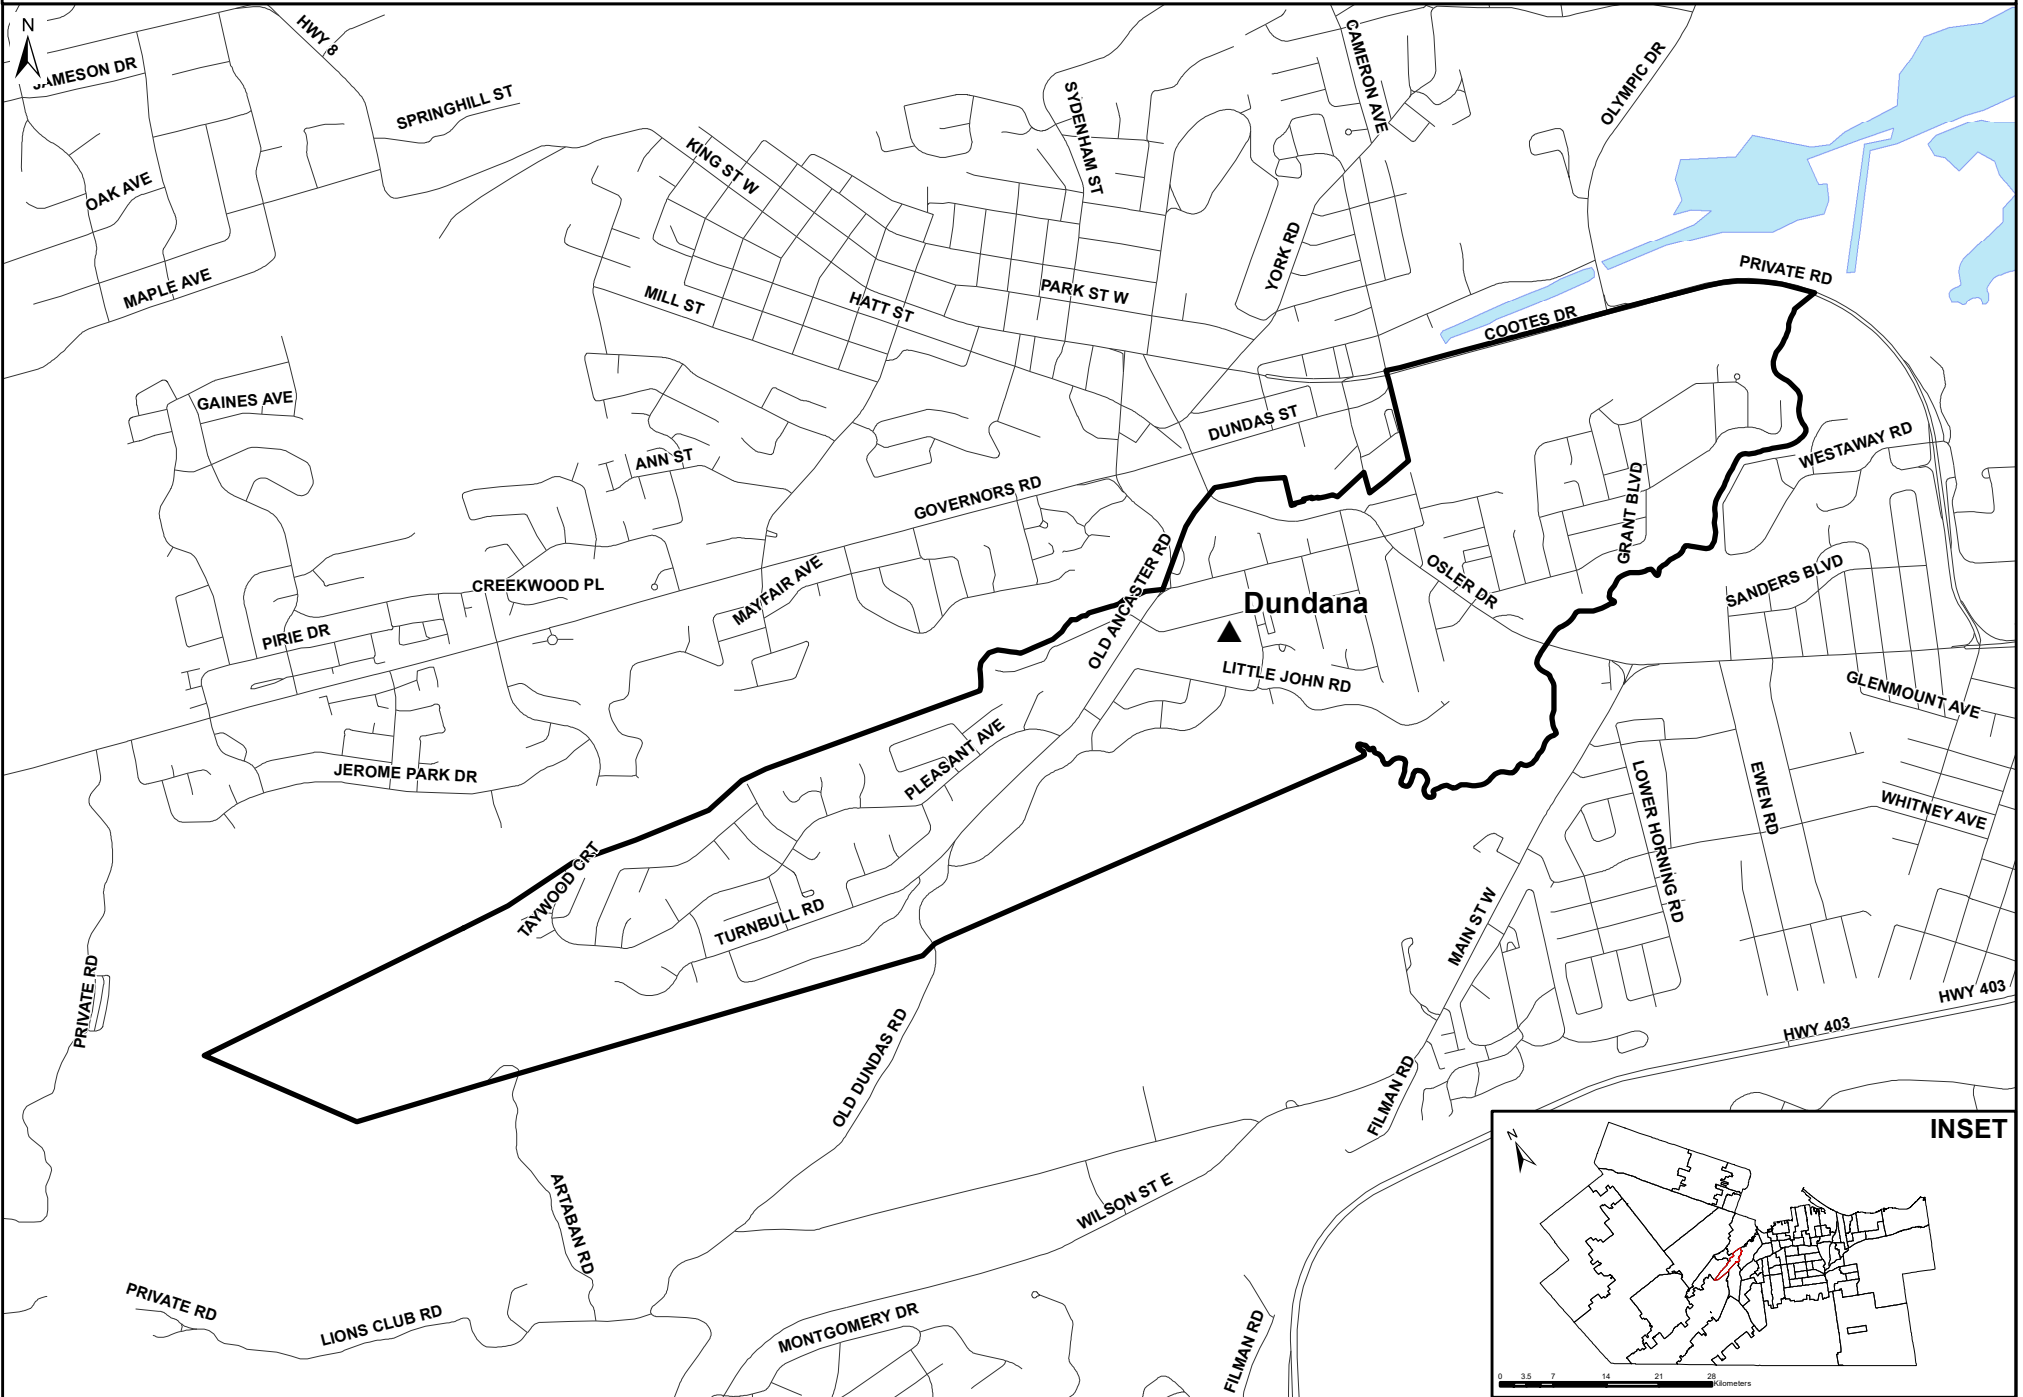 N
HWY 8
JAMESON DR
SPRINGHILL ST
OAK AVE
MAPLE AVE
KING ST W
SYDENHAM ST
CAMERON AVE
OLYMPIC DR
YORK RD
PARK ST W
MILL ST
HATT ST
PRIVATE RD
COOTES DR
GAINES AVE
DUNDAS ST
ANN ST
WESTAWAY RD
GOVERNORS RD
GRANT BLVD
OLD ANCASTER RD
OSLER DR
SANDERS BLVD
CREEKWOOD PL
MAYFAIR AVE
Dundana
PIRIE DR
LITTLE JOHN RD
GLENMOUNT AVE
JEROME PARK DR
PLEASANT AVE
LOWER HORNING RD
EWEN RD
WHITNEY AVE
TAYWOOD CRT
TURNBULL RD
MAIN ST W
PRIVATE RD
HWY 403
HWY 403
OLD DUNDAS RD
FILMAN RD
ARTABAN RD
WILSON ST E
PRIVATE RD
LIONS CLUB RD
MONTGOMERY DR
FILMAN RD
INSET
N
0 3.5 7 14 21 28
Kilometers